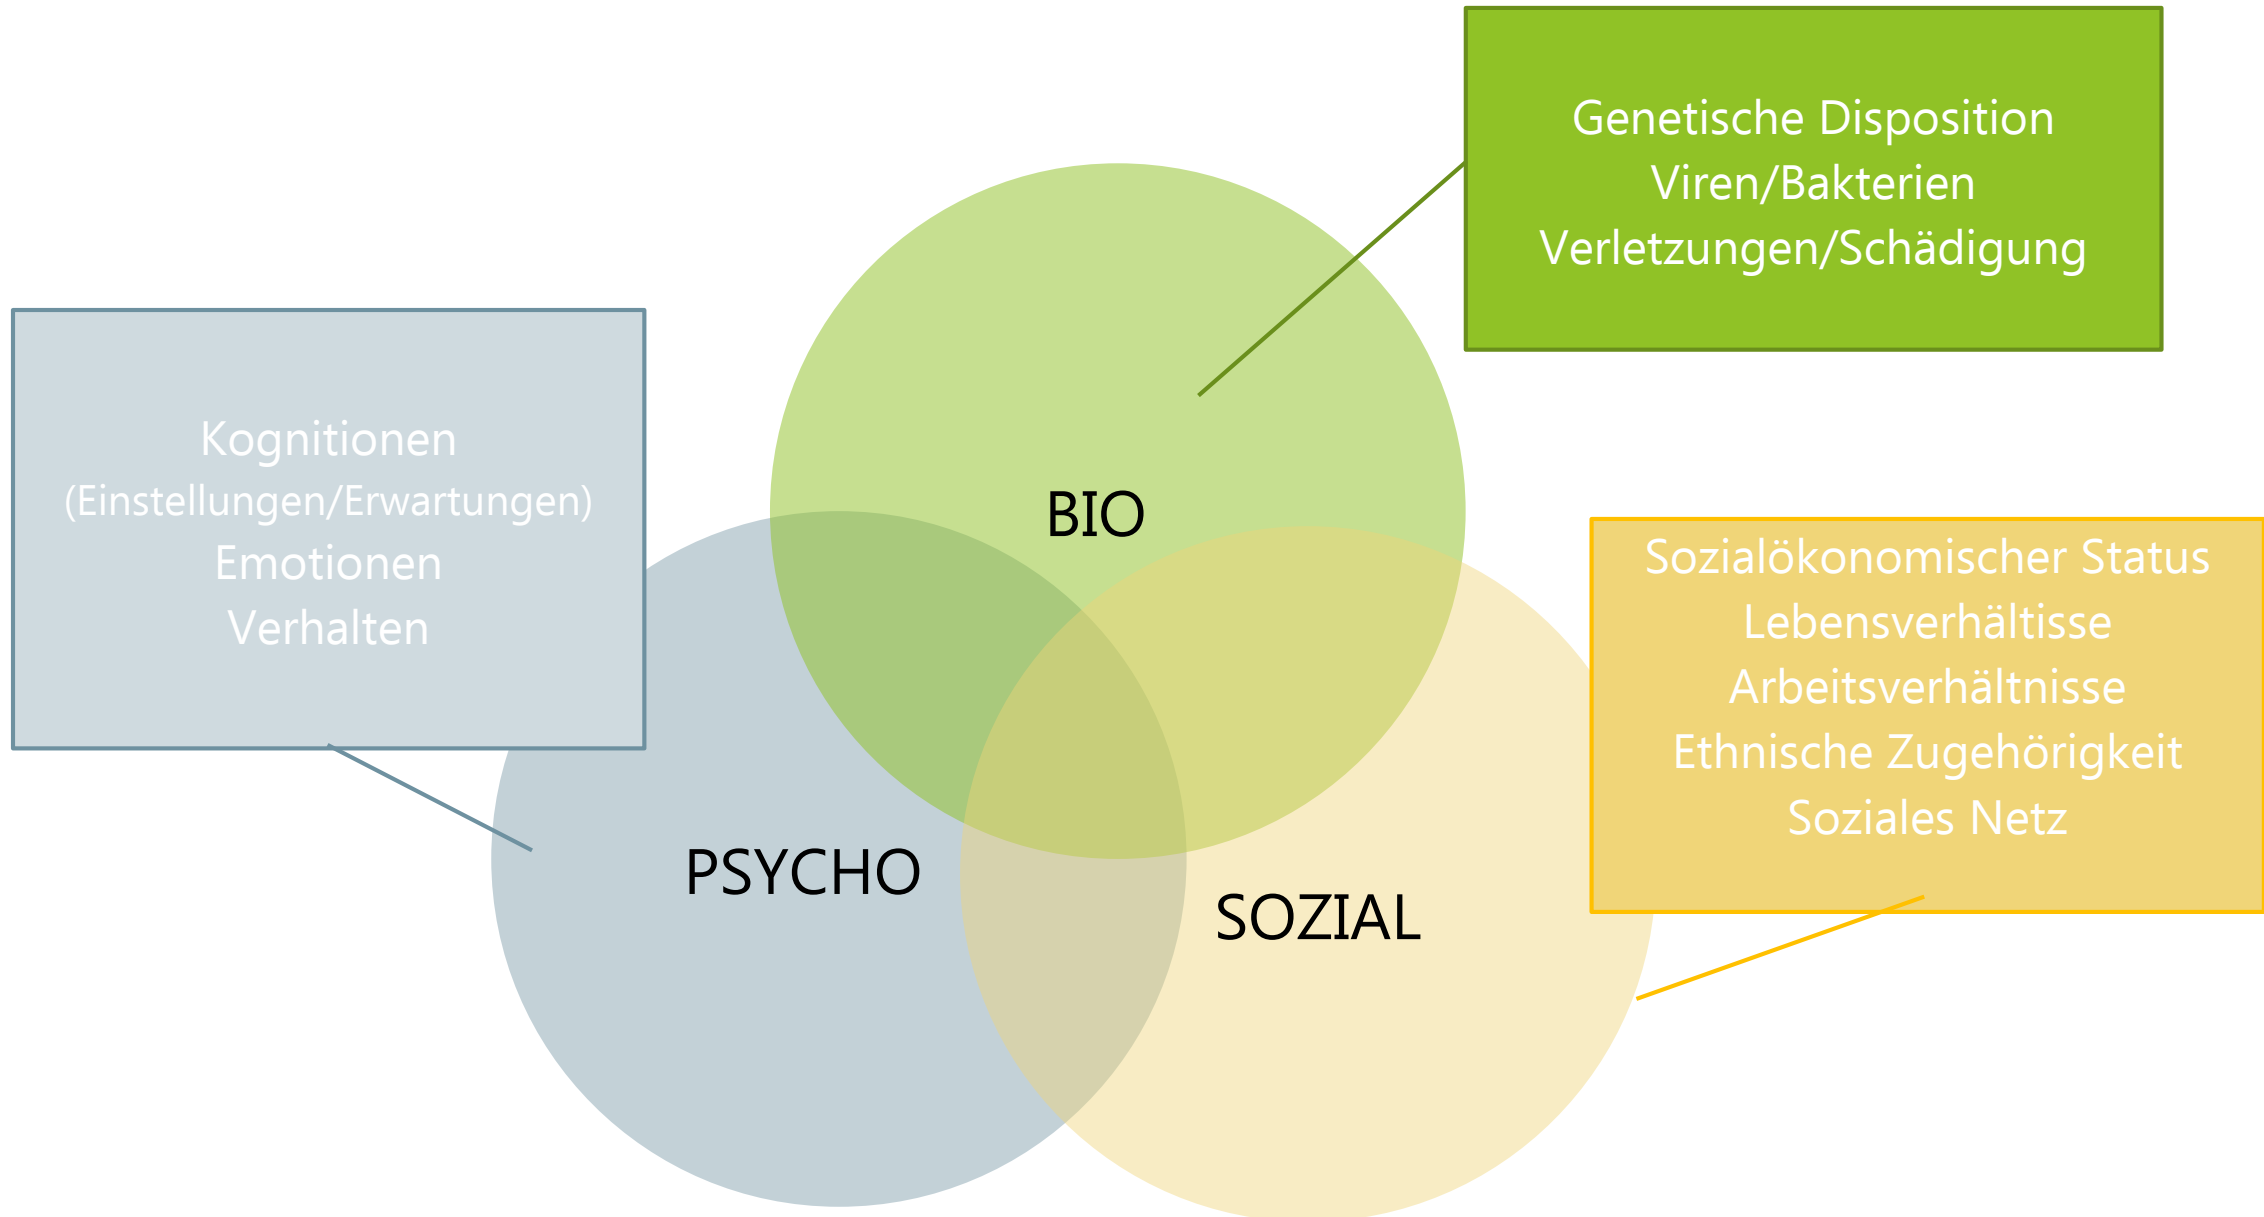 Genetische Disposition
Viren/Bakterien
Verletzungen/Schädigung
Kognitionen
(Einstellungen/Erwartungen)
Emotionen
Verhalten
BIO
Sozialökonomischer Status
Lebensverhältisse
Arbeitsverhältnisse
Ethnische Zugehörigkeit
Soziales Netz
PSYCHO
SOZIAL